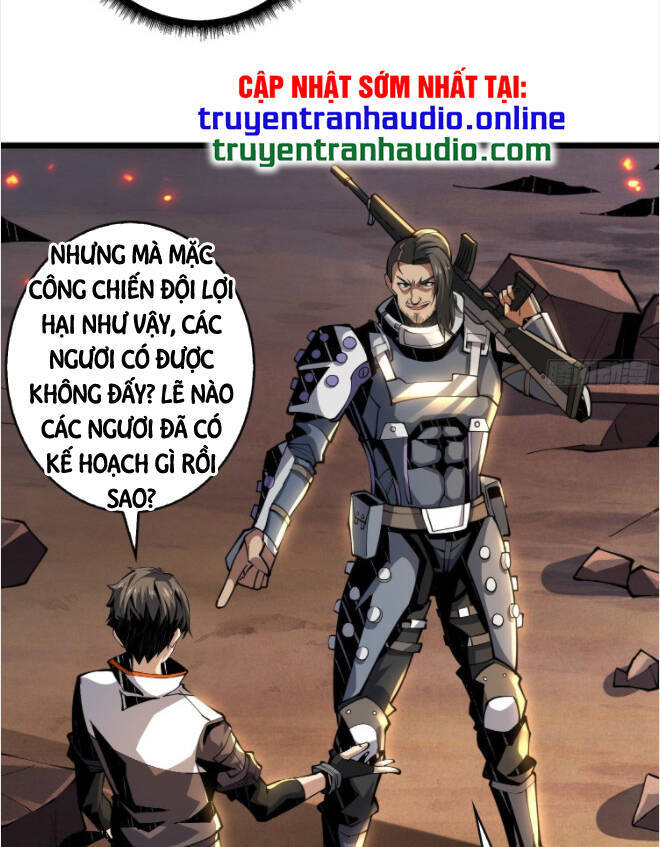 CẬP NHẬT SỚM NHẤT TẠI:
truyentranhaudio.online
truyentranhaudio.com
NHƯNG MÀ MẶC
CÔNG CHIẾN ĐỘI LỢI
HẠI NHƯ VẬY, CÁC
NGƯƠI CÓ ĐƯỢC
KHÔNG ĐẤY? LẼ NÀO
CÁC NGƯƠI ĐÃ CÓ
KẾ HOẠCH GÌ RỒI
SAO?